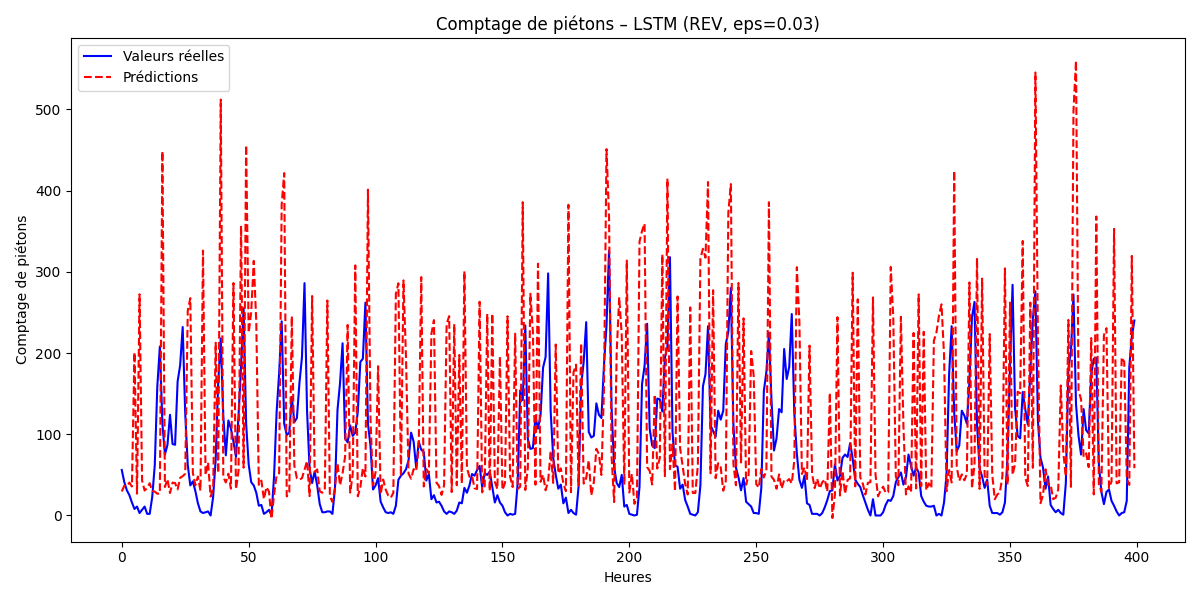 Comptage de piétons – LSTM (REV, eps=0.03)
Valeurs réelles
Prédictions
Comptage de piétons
500
400
300
200
100
0
0 50 100 150 200 250 300 350 400
Heures